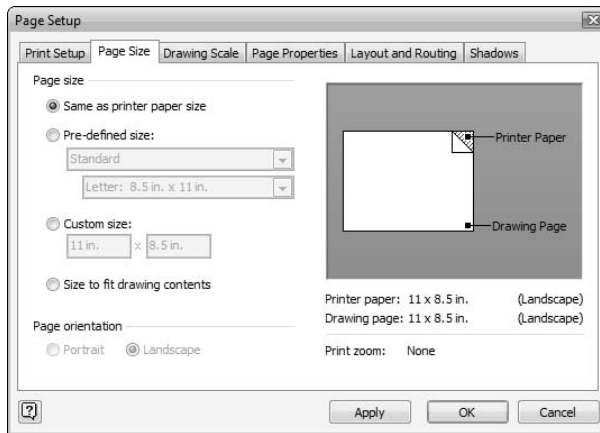 Page Setup
Print Setup Page Size Drawing Scale Page Properties Layout and Routing Shadows
Page size
Same as printer paper size
Pre-defined size:
Standard
Letter: 8.5 in. x 11 in.
Custom size:
11 in. x 8.5 in.
Size to fit drawing contents
Page orientation
Portrait Landscape
Printer Paper
Drawing Page
Printer paper: 11 x 8.5 in. (Landscape)
Drawing page: 11 x 8.5 in. (Landscape)
Print zoom: None
?
Apply OK Cancel